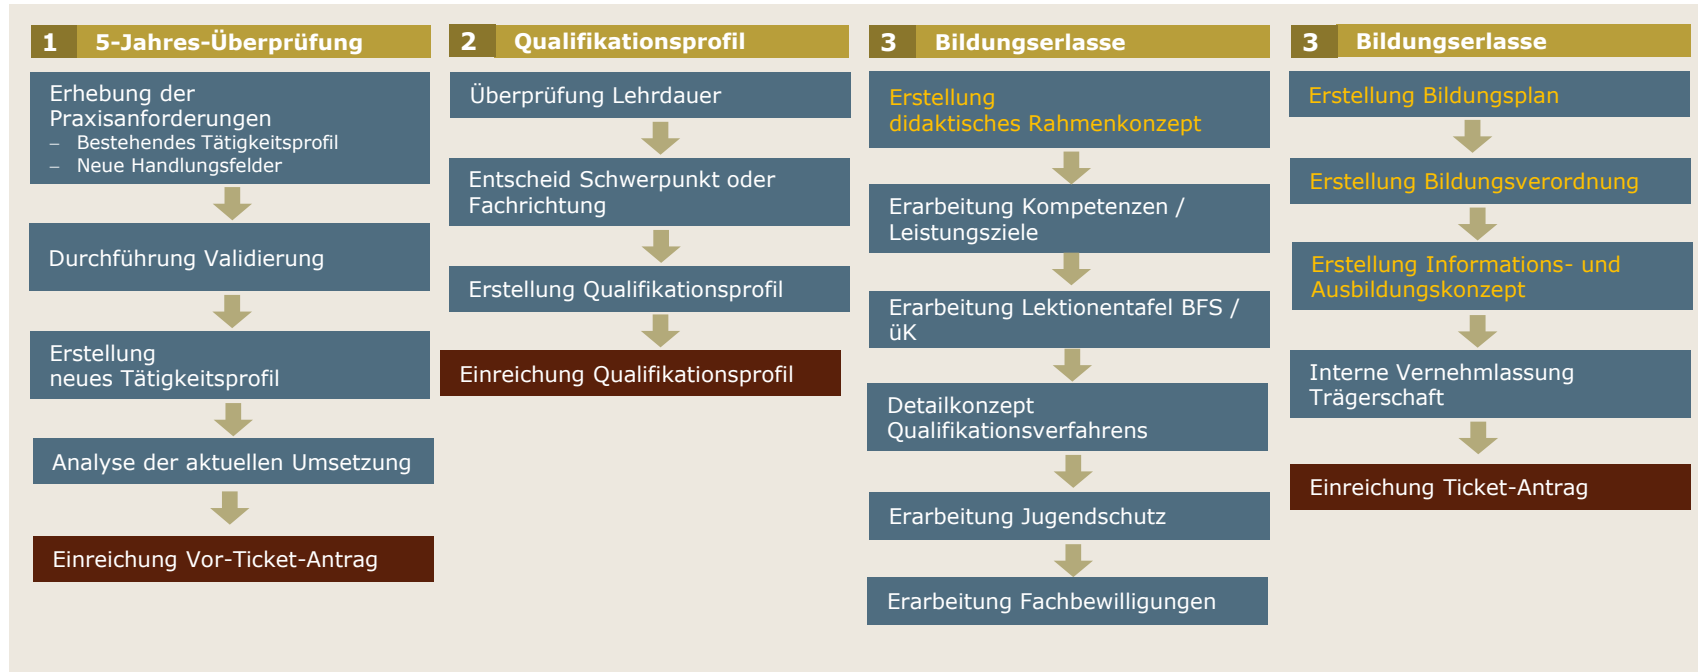 1 5-Jahres-Überprüfung
Erhebung der
Praxisanforderungen
– Bestehendes Tätigkeitsprofil
– Neue Handlungsfelder
Durchführung Validierung
Erstellung
neues Tätigkeitsprofil
Analyse der aktuellen Umsetzung
Einreichung Vor-Ticket-Antrag
2 Qualifikationsprofil
Überprüfung Lehrdauer
Entscheid Schwerpunkt oder
Fachrichtung
Erstellung Qualifikationsprofil
Einreichung Qualifikationsprofil
3 Bildungserlasse
Erstellung
didaktisches Rahmenkonzept
Erarbeitung Kompetenzen /
Leistungsziele
Erarbeitung Lektionentafel BFS /
üK
Detailkonzept
Qualifikationsverfahrens
Erarbeitung Jugendschutz
Erarbeitung Fachbewilligungen
3 Bildungserlasse
Erstellung Bildungsplan
Erstellung Bildungsverordnung
Erstellung Informations- und
Ausbildungskonzept
Interne Vernehmlassung
Trägerschaft
Einreichung Ticket-Antrag